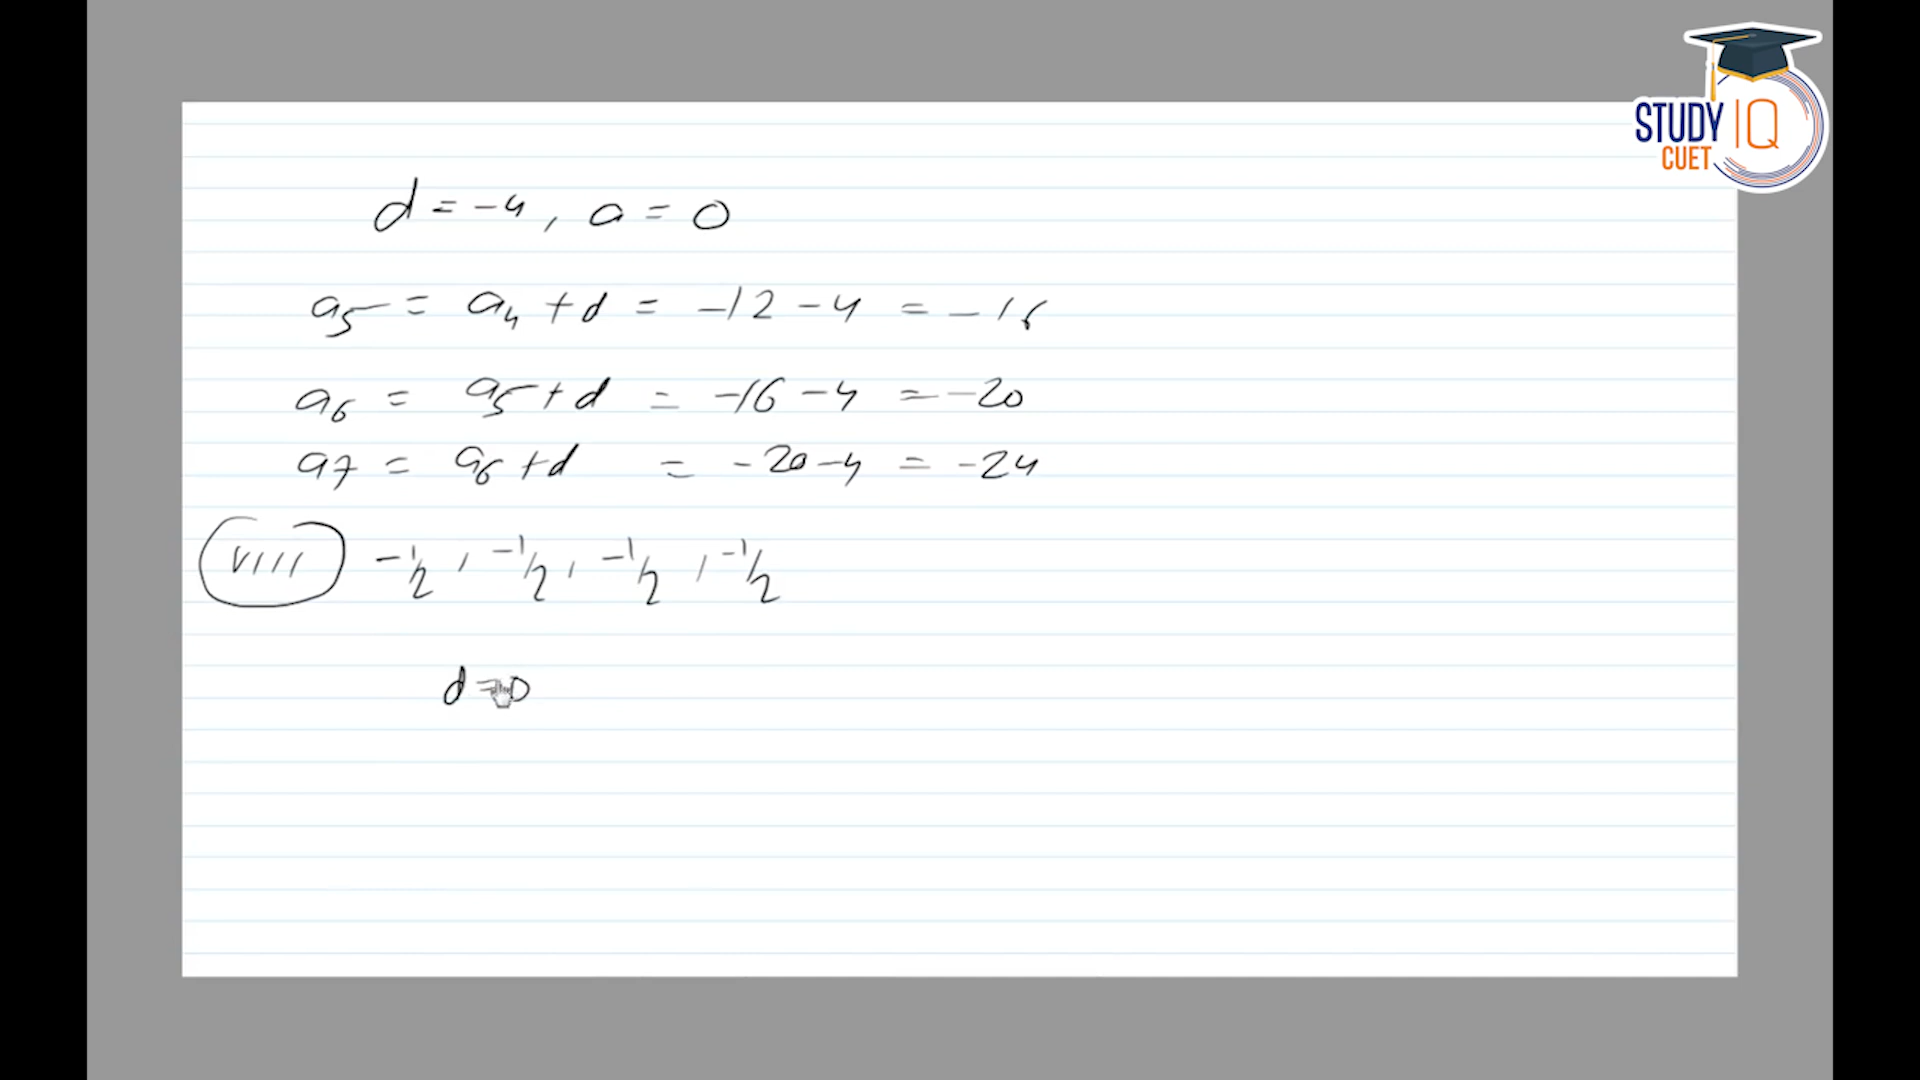 STUDY IQ
CUET
d = -4, a = 0
a5 = a4 + d = -12 - 4 = -16
a6 = a5 + d = -16 - 4 = -20
a7 = a6 + d = -20 - 4 = -24
viii -1/2, -1/2, -1/2, -1/2
d = 0